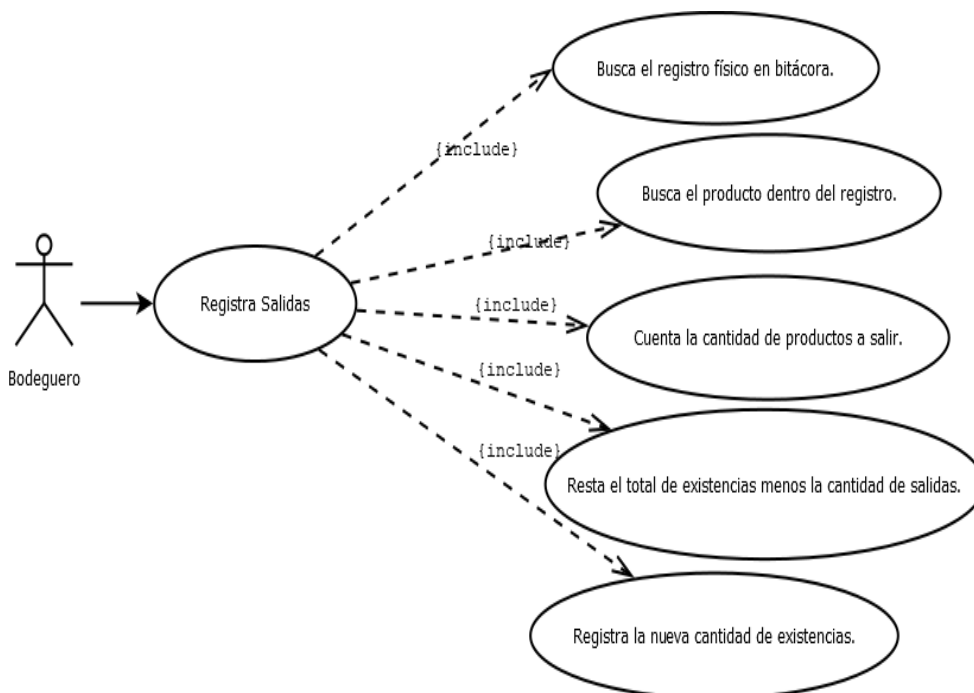 Busca el registro físico en bitácora.
{include}
Busca el producto dentro del registro.
{include}
Registra Salidas
{include}
Cuenta la cantidad de productos a salir.
Bodeguero
{include}
{include}
Resta el total de existencias menos la cantidad de salidas.
Registra la nueva cantidad de existencias.